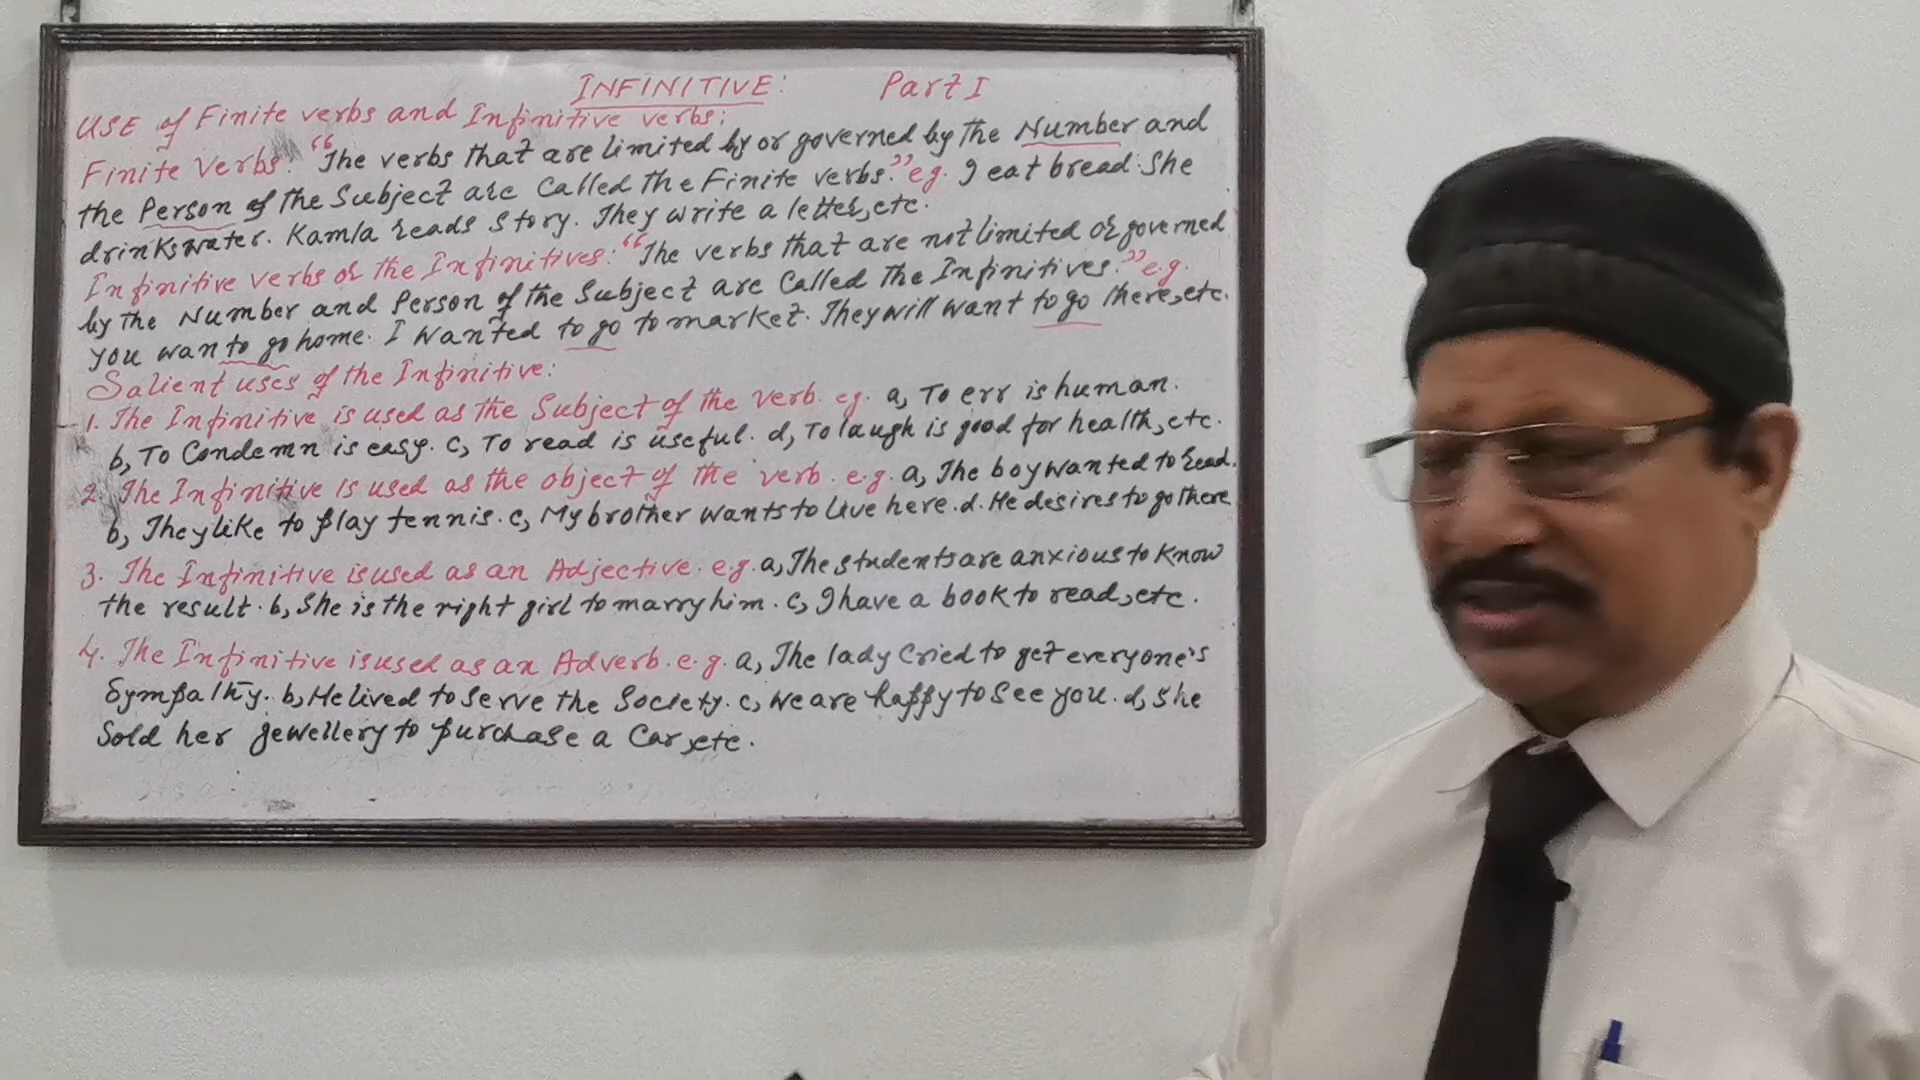 INFINITIVE: Part I
USE of Finite verbs and Infinitive verbs:
Finite Verbs: "The verbs that are limited by or governed by the Number and
the Person of the Subject are Called The Finite verbs." eg. I eat bread. She
drinks water. Kamla reads Story. They write a letter, etc.
Infinitive verbs or the Infinitives: "The verbs that are not limited or governed
by the Number and Person of the Subject are Called The Infinitives." e.g.
you want to go home. I wanted to go to market. They will want to go there, etc.
Salient uses of the Infinitive:
1. The Infinitive is used as the Subject of the verb. eg. a, To err is human.
b, To Condemn is easy. c, To read is useful. d, To laugh is good for health, etc.
2. The Infinitive is used as the object of the verb. e.g. a, The boy wanted to read.
b, They like to play tennis. c, My brother wants to live here. d. He desires to go there
3. The Infinitive is used as an Adjective. e.g. a, The students are anxious to know
the result. b, She is the right girl to marry him. c, I have a book to read, etc.
4. The Infinitive is used as an Adverb. e.g. a, The lady Cried to get everyone's
Sympathy. b, He lived to serve the Society. c, We are happy to see you. d, She
Sold her jewellery to purchase a Car, etc.